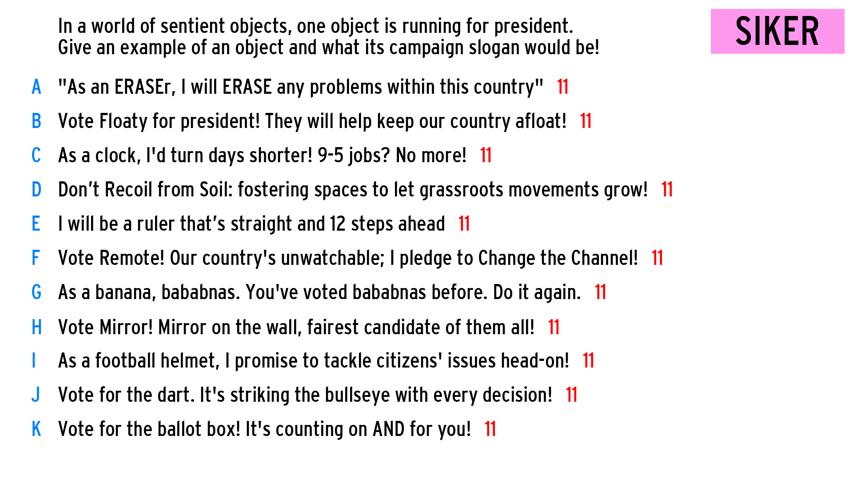 In a world of sentient objects, one object is running for president.
Give an example of an object and what its campaign slogan would be!
SIKER
A "As an ERASEr, I will ERASE any problems within this country" 11
B Vote Floaty for president! They will help keep our country afloat! 11
C As a clock, I'd turn days shorter! 9-5 jobs? No more! 11
D Don’t Recoil from Soil: fostering spaces to let grassroots movements grow! 11
E I will be a ruler that’s straight and 12 steps ahead 11
F Vote Remote! Our country's unwatchable; I pledge to Change the Channel! 11
G As a banana, bababnas. You've voted bababnas before. Do it again. 11
H Vote Mirror! Mirror on the wall, fairest candidate of them all! 11
I As a football helmet, I promise to tackle citizens' issues head-on! 11
J Vote for the dart. It's striking the bullseye with every decision! 11
K Vote for the ballot box! It's counting on AND for you! 11